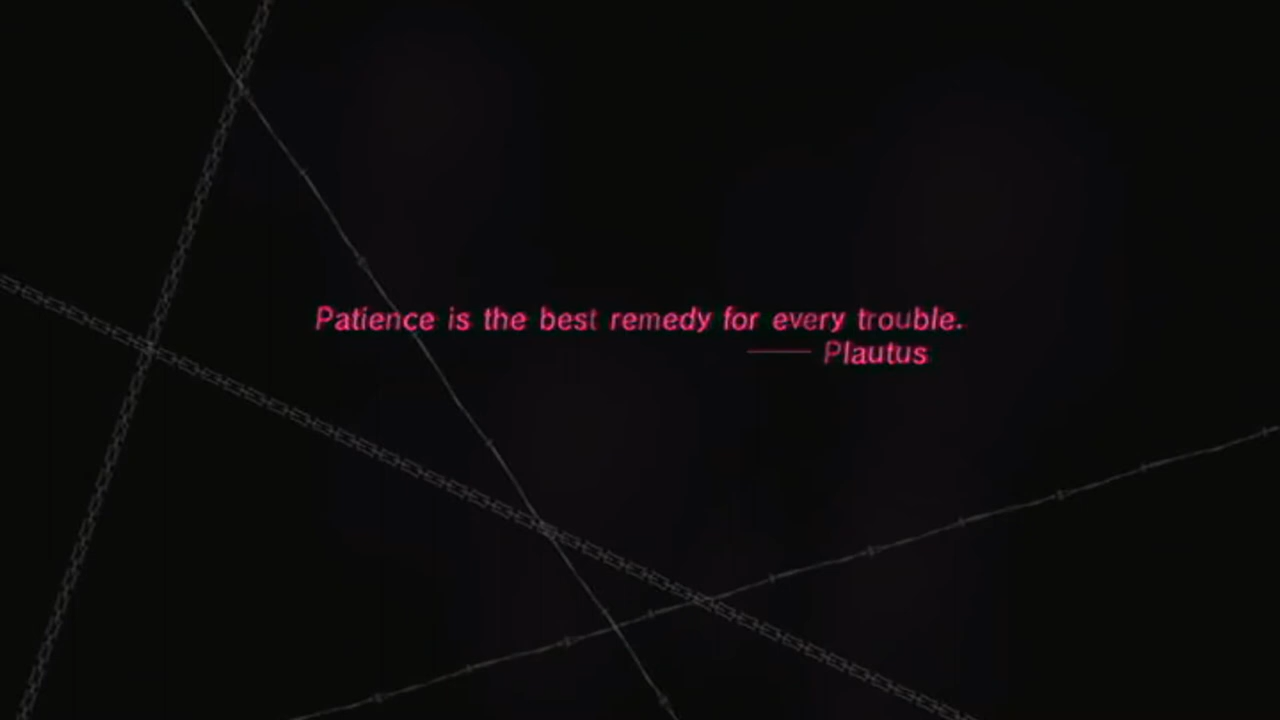 Patience is the best remedy for every trouble.
—— Plautus